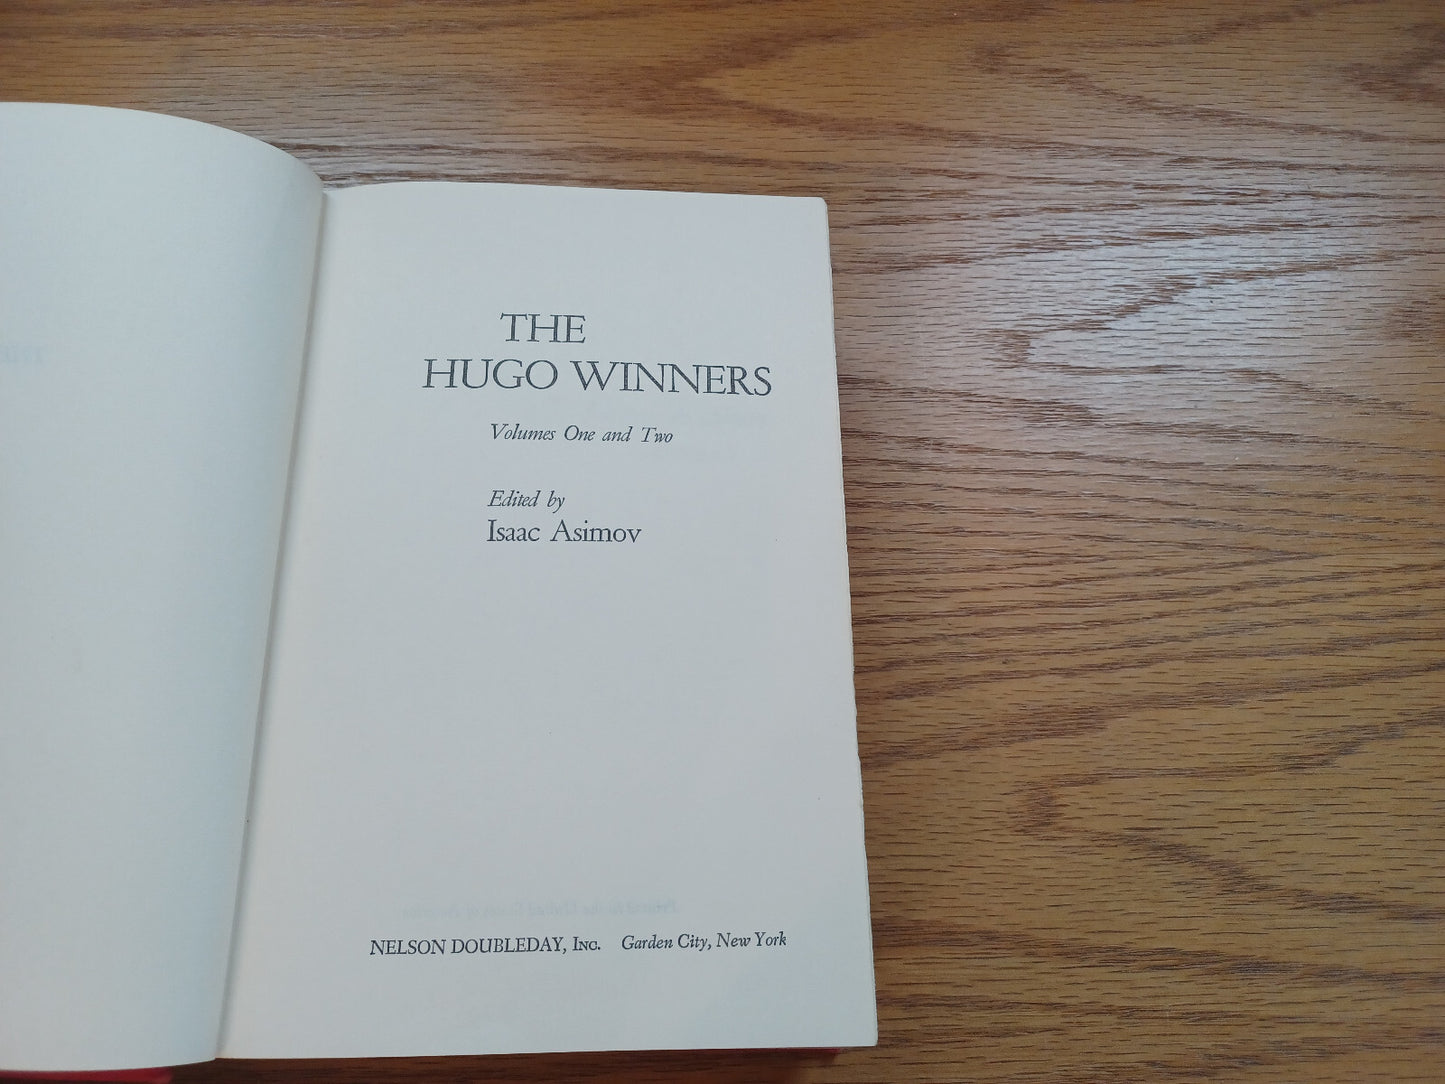 THE
HUGO WINNERS
Volumes One and Two
Edited by
Isaac Asimov
NELSON DOUBLEDAY, INC. Garden City, New York